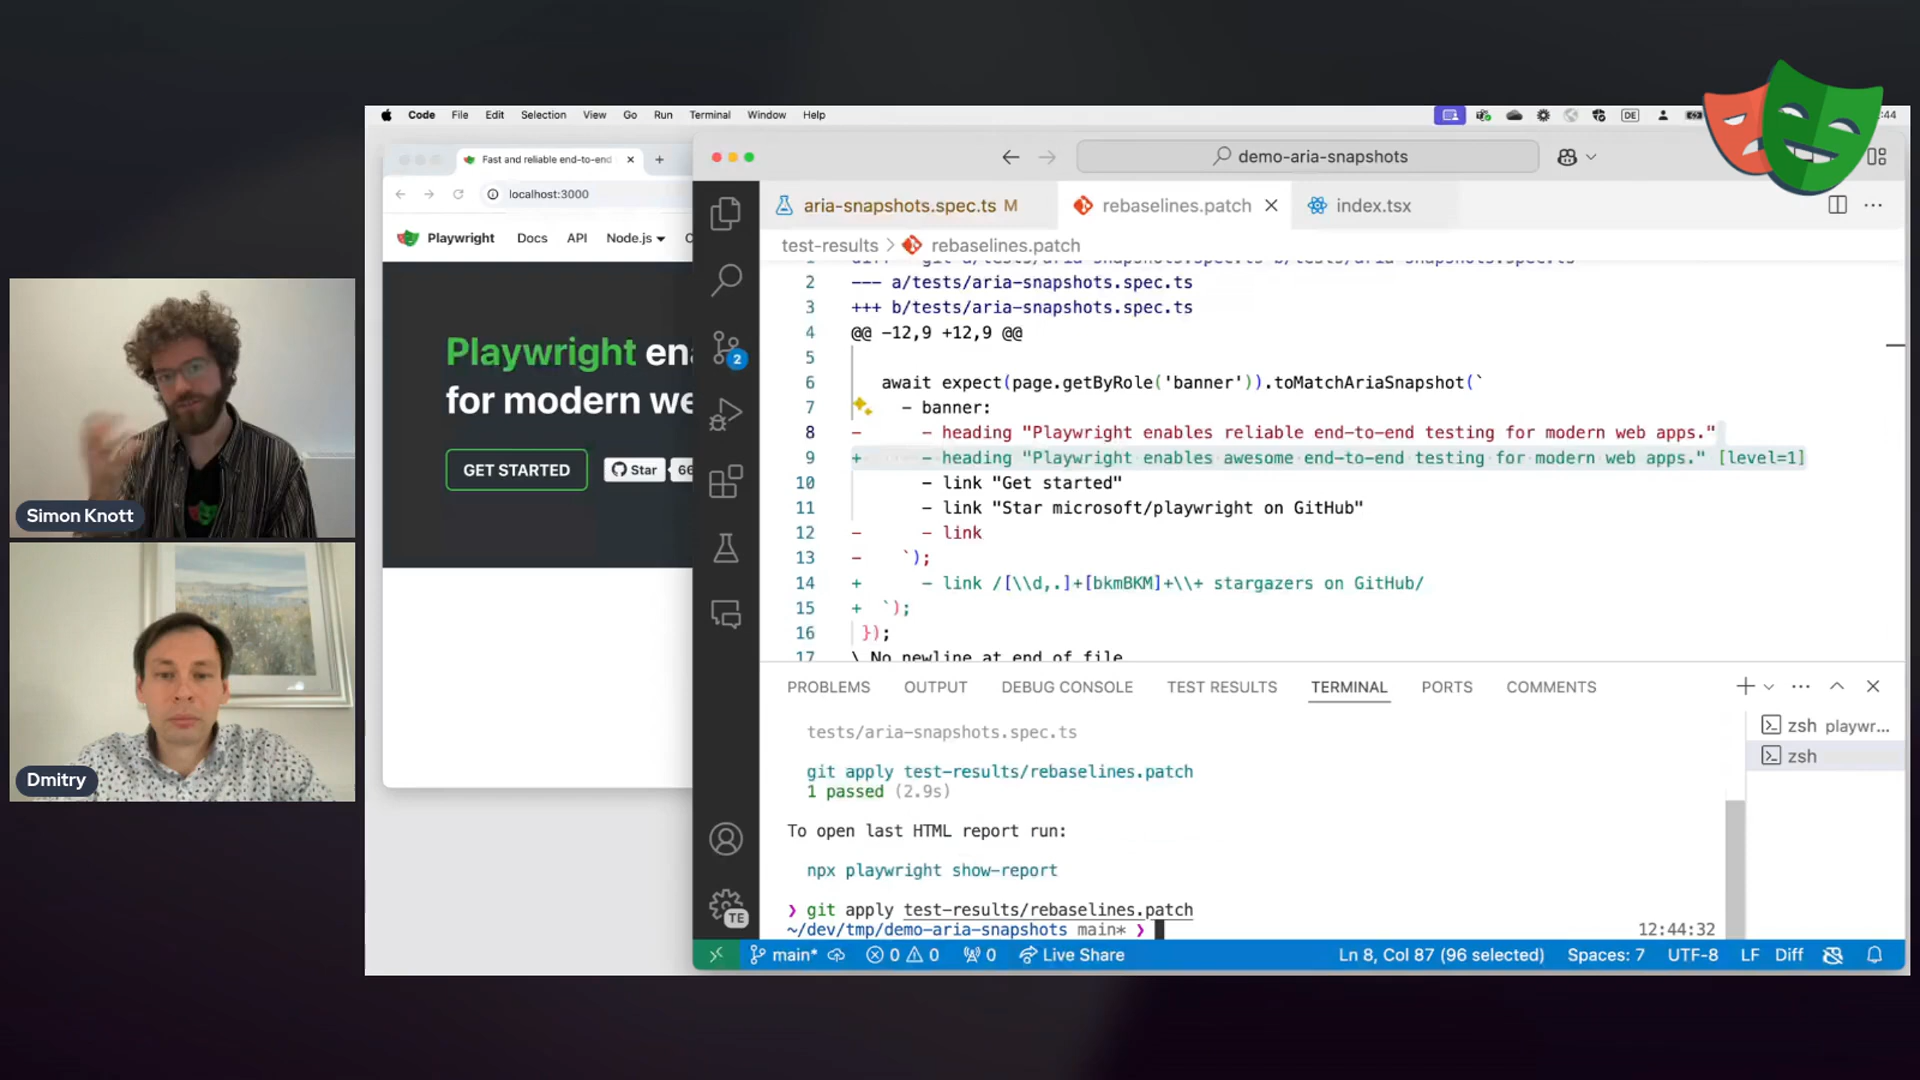 Code File Edit Selection View Go Run Terminal Window Help
DE
:44
Fast and reliable end-to-end
localhost:3000
Playwright Docs API Node.js
Playwright
for modern
GET STARTED
Star
66
Simon Knott
Dmitry
demo-aria-snapshots
aria-snapshots.spec.ts M
rebaselines.patch
index.tsx
test-results > rebaselines.patch
2 --- a/tests/aria-snapshots.spec.ts
3 +++ b/tests/aria-snapshots.spec.ts
4 @@ -12,9 +12,9 @@
5
6 await expect(page.getByRole('banner')).toMatchAriaSnapshot(`
7 - banner:
8 - - heading "Playwright enables reliable end-to-end testing for modern web apps."
9 + - heading "Playwright enables awesome end-to-end testing for modern web apps." [level=1]
10 - link "Get started"
11 - link "Star microsoft/playwright on GitHub"
12 - - link
13 - `);
14 + - link /[\\d,.]+[bkmBKM]+\\+ stargazers on GitHub/
15 + `);
16 });
17 \ No newline at end of file
PROBLEMS OUTPUT DEBUG CONSOLE TEST RESULTS TERMINAL PORTS COMMENTS
tests/aria-snapshots.spec.ts
git apply test-results/rebaselines.patch
1 passed (2.9s)
To open last HTML report run:
npx playwright show-report
❯ git apply test-results/rebaselines.patch
~/dev/tmp/demo-aria-snapshots main* ❯
12:44:32
zsh playwr...
zsh
2
TE
main* 0 0 0 Live Share
Ln 8, Col 87 (96 selected) Spaces: 7 UTF-8 LF Diff